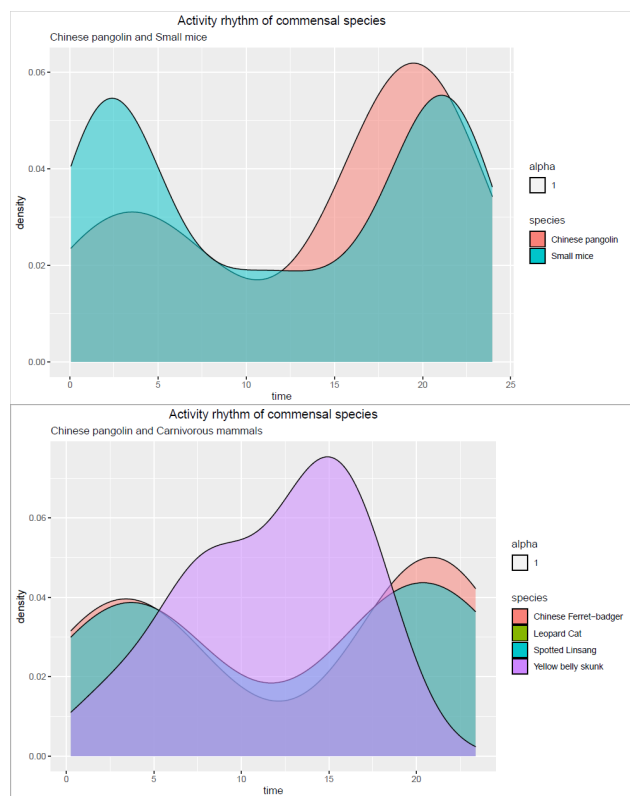 Activity rhythm of commensal species
Chinese pangolin and Small mice
0.06
0.04
0.02
0.00
density
0
5
10
15
20
25
time
alpha
1
species
Chinese pangolin
Small mice
Activity rhythm of commensal species
Chinese pangolin and Carnivorous mammals
0.06
0.04
0.02
0.00
density
0
5
10
15
20
time
alpha
1
species
Chinese Ferret-badger
Leopard Cat
Spotted Linsang
Yellow belly skunk